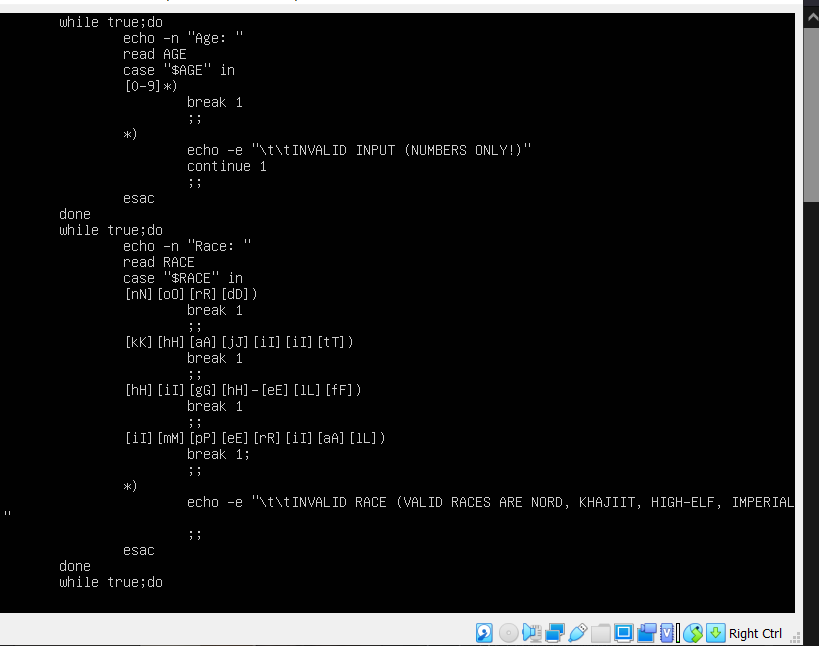 while true;do
echo -n "Age: "
read AGE
case "$AGE" in
[0-9]*)
break 1
;;
*)
echo -e "\t\tINVALID INPUT (NUMBERS ONLY!)"
continue 1
;;
esac
done
while true;do
echo -n "Race: "
read RACE
case "$RACE" in
[nN][oO][rR][dD])
break 1
;;
[kK][hH][aA][jJ][iI][iI][tT])
break 1
;;
[hH][iI][gG][hH]-[eE][lL][fF])
break 1
;;
[iI][mM][pP][eE][rR][iI][aA][lL])
break 1;
;;
*)
echo -e "\t\tINVALID RACE (VALID RACES ARE NORD, KHAJIIT, HIGH-ELF, IMPERIAL
"
;;
esac
done
while true;do
Right Ctrl